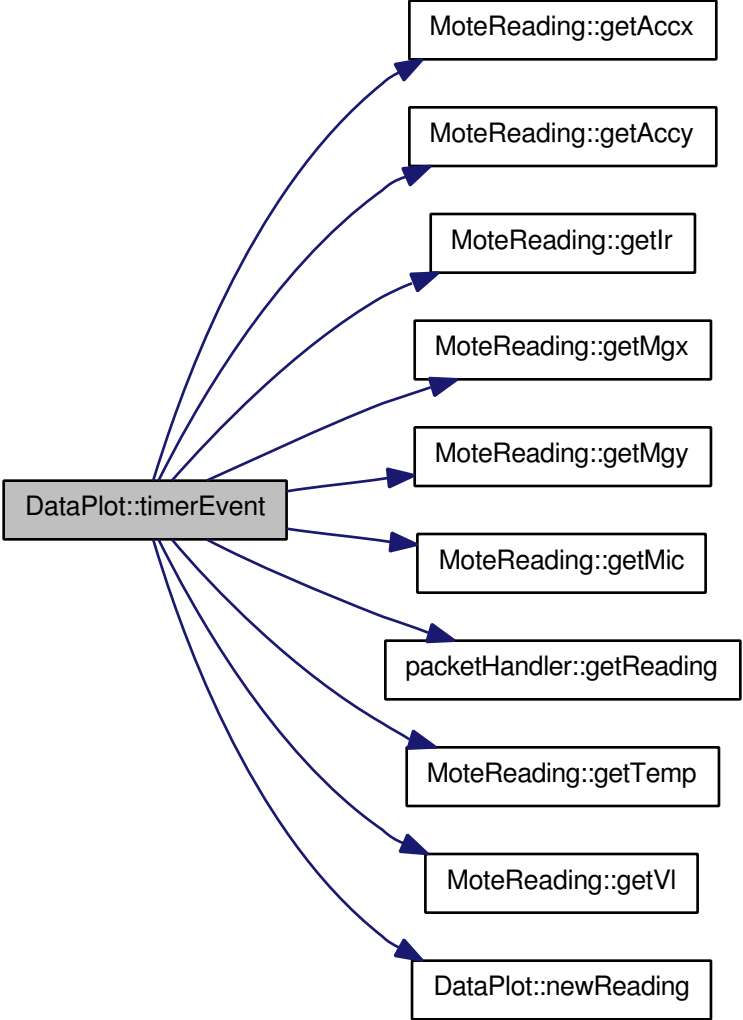 MoteReading::getAccx
MoteReading::getAccy
MoteReading::getIr
MoteReading::getMgx
MoteReading::getMgy
DataPlot::timerEvent
MoteReading::getMic
packetHandler::getReading
MoteReading::getTemp
MoteReading::getVl
DataPlot::newReading